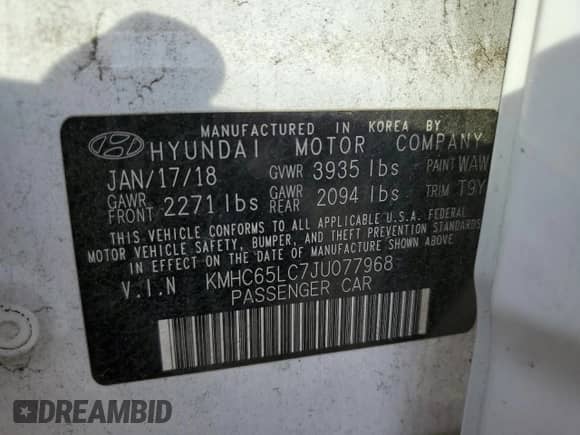 MANUFACTURED IN KOREA BY
HYUNDAI MOTOR COMPANY
JAN/17/18 GVWR 3935 lbs PAINT WAW
GAWR FRONT 2271 lbs GAWR REAR 2094 lbs TRIM T9Y
THIS VEHICLE CONFORMS TO ALL APPLICABLE U.S.A. FEDERAL
MOTOR VEHICLE SAFETY, BUMPER, AND THEFT PREVENTION STANDARDS
IN EFFECT ON THE DATE OF MANUFACTURE SHOWN ABOVE.
V.I.N KMHC65LC7JU077968
PASSENGER CAR
DREAMBID